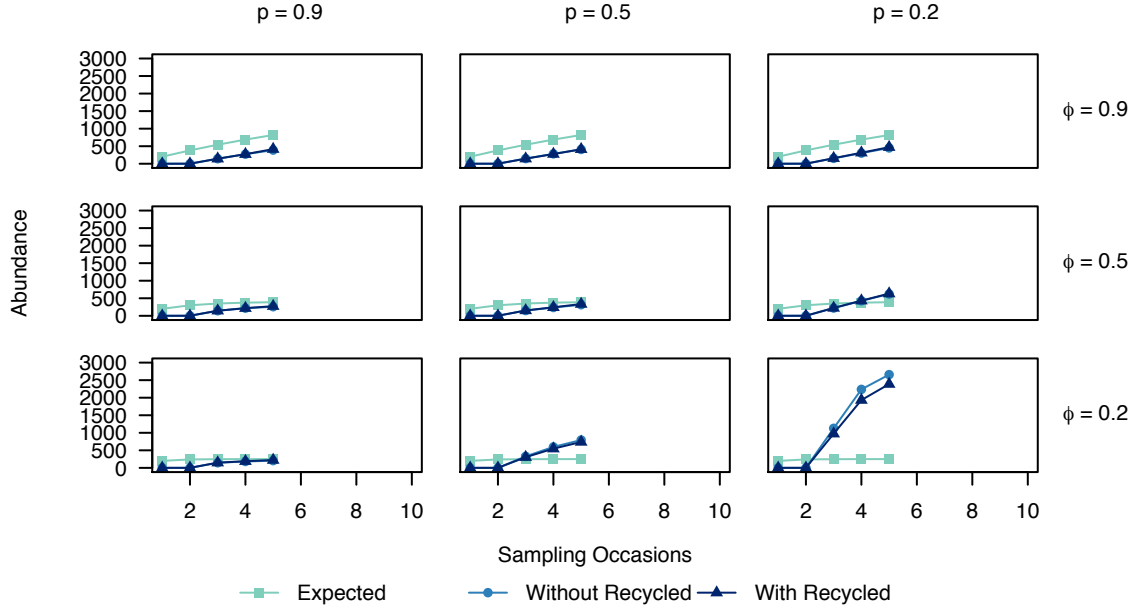 p = 0.9 p = 0.5 p = 0.2
3000
2500
2000
1500
1000
500
0
ϕ = 0.9
Abundance
3000
2500
2000
1500
1000
500
0
ϕ = 0.5
3000
2500
2000
1500
1000
500
0
ϕ = 0.2
2 4 6 8 10 2 4 6 8 10 2 4 6 8 10
Sampling Occasions
Expected Without Recycled With Recycled